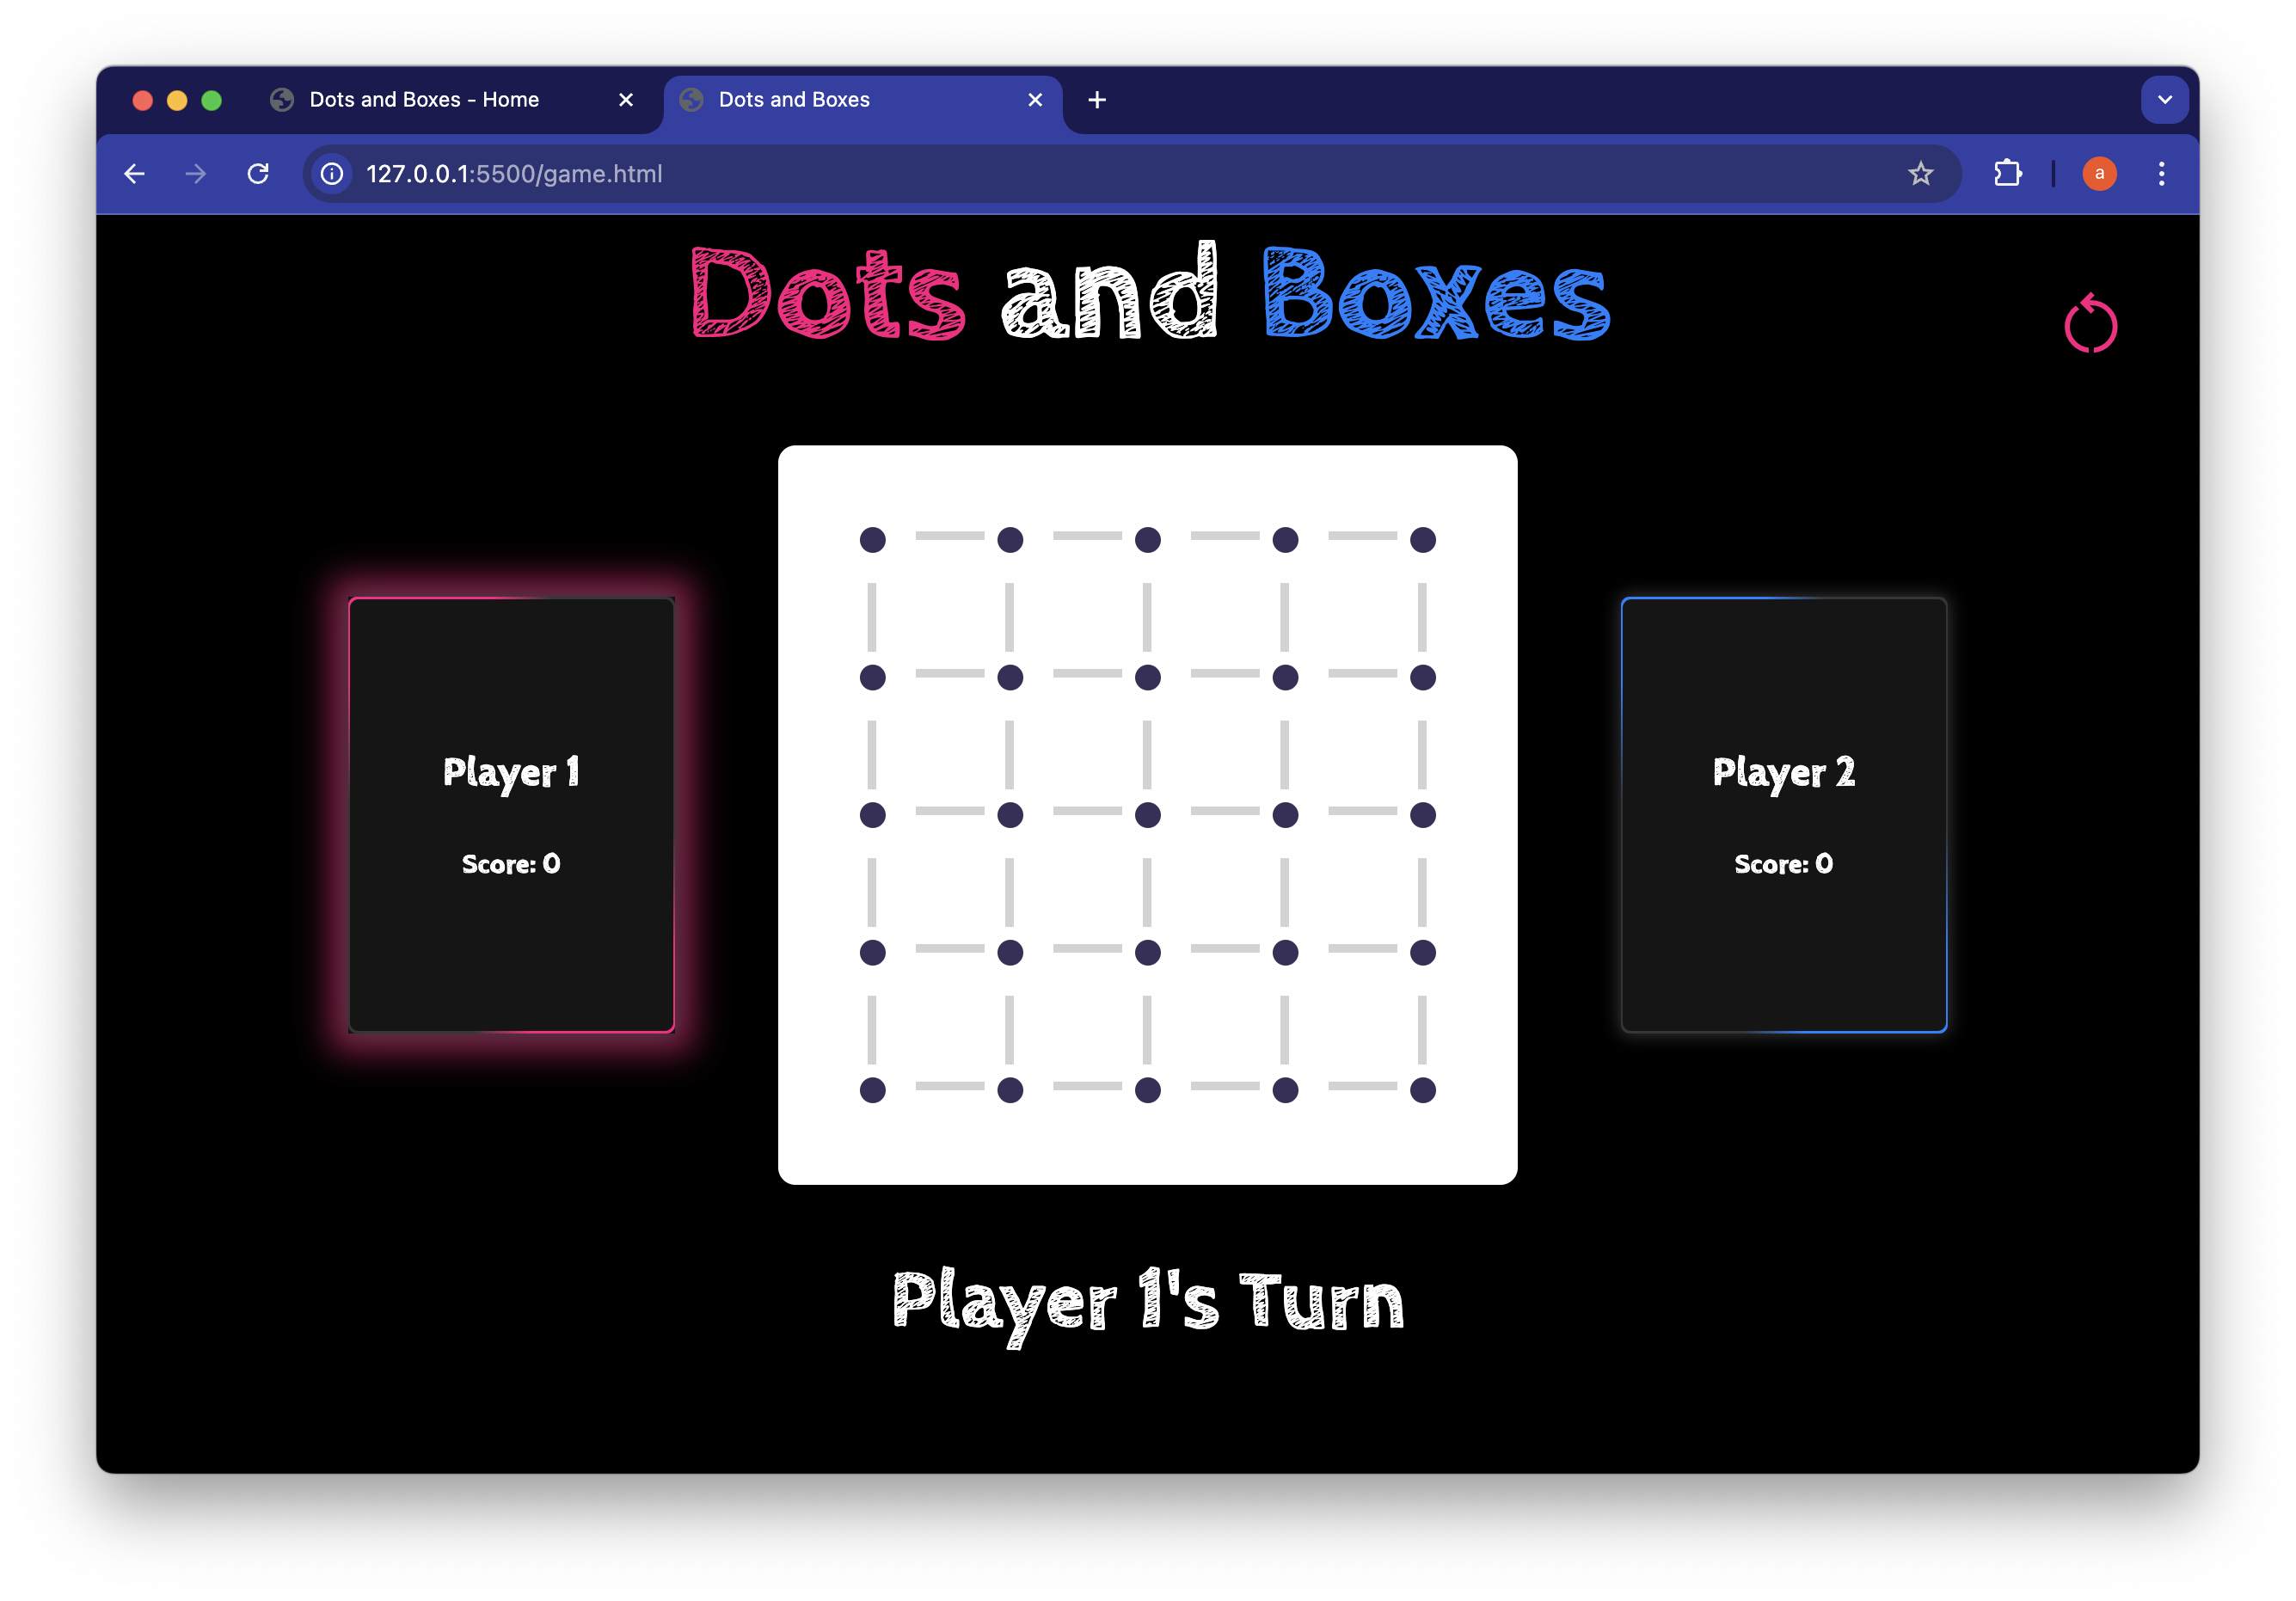 Dots and Boxes - Home
Dots and Boxes
127.0.0.1:5500/game.html
a
Dots and Boxes
Player 1
Score: 0
Player 2
Score: 0
Player 1's Turn